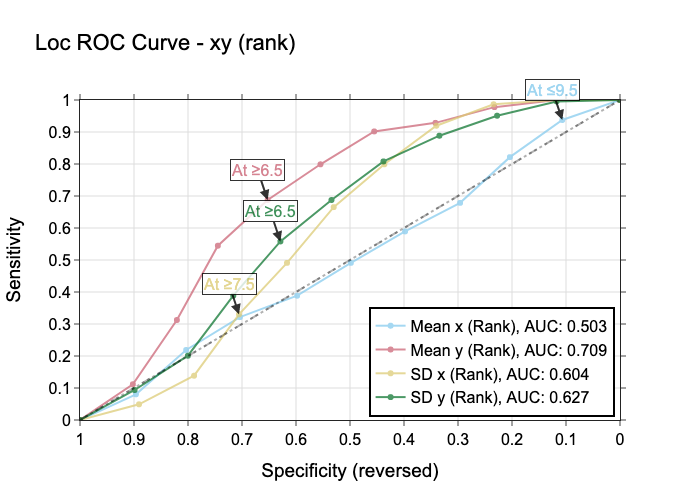 Loc ROC Curve - xy (rank)
At ≤9.5
At ≥6.5
At ≥6.5
At ≥7.5
1
0.9
0.8
0.7
0.6
0.5
0.4
0.3
0.2
0.1
0
Sensitivity
Mean x (Rank), AUC: 0.503
Mean y (Rank), AUC: 0.709
SD x (Rank), AUC: 0.604
SD y (Rank), AUC: 0.627
1 0.9 0.8 0.7 0.6 0.5 0.4 0.3 0.2 0.1 0
Specificity (reversed)